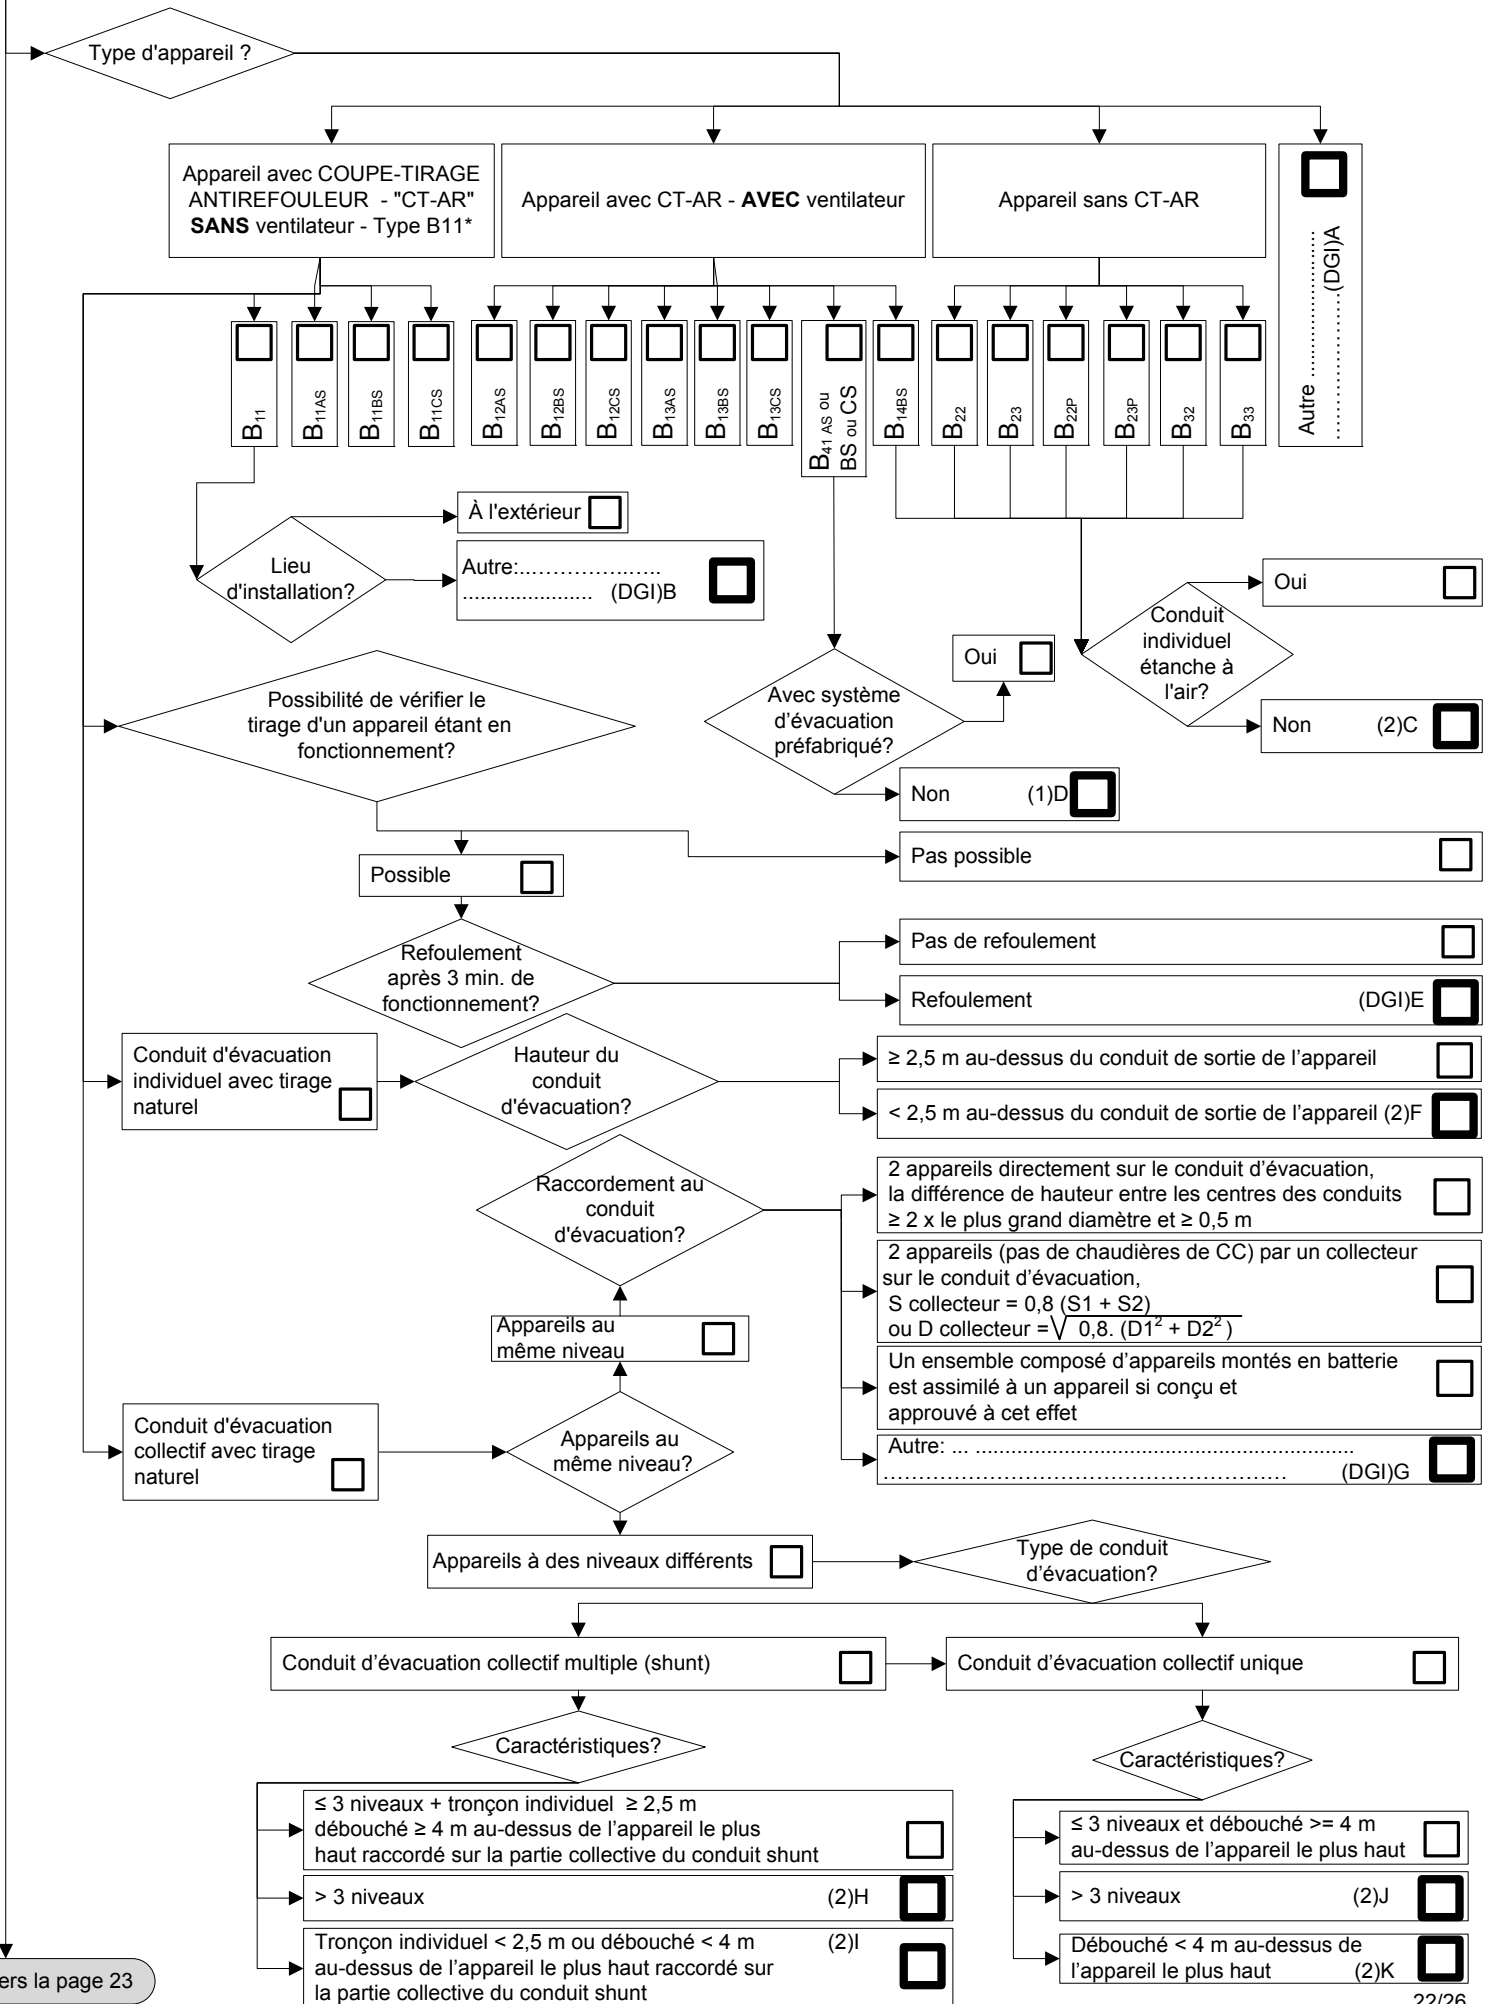 Type d'appareil ?
Appareil avec COUPE-TIRAGE
ANTIREFOULEUR - "CT-AR"
SANS ventilateur - Type B11*
Appareil avec CT-AR - AVEC ventilateur
Appareil sans CT-AR
Autre ..............................
..............................(DGI)A
B11
B11AS
B11BS
B11CS
B12AS
B12BS
B12CS
B13AS
B13BS
B13CS
B41 AS ou
BS ou CS
B14BS
B22
B23
B22P
B23P
B32
B33
À l'extérieur
Lieu
d'installation?
Autre:......................
...................... (DGI)B
Oui
Conduit
individuel
étanche à
l'air?
Non (2)C
Oui
Avec système
d’évacuation
préfabriqué?
Non (1)D
Possibilité de vérifier le
tirage d'un appareil étant en
fonctionnement?
Pas possible
Possible
Refoulement
après 3 min. de
fonctionnement?
Pas de refoulement
Refoulement (DGI)E
Conduit d'évacuation
individuel avec tirage
naturel
Hauteur du
conduit
d'évacuation?
≥ 2,5 m au-dessus du conduit de sortie de l’appareil
< 2,5 m au-dessus du conduit de sortie de l’appareil (2)F
Raccordement au
conduit
d'évacuation?
2 appareils directement sur le conduit d’évacuation,
la différence de hauteur entre les centres des conduits
≥ 2 x le plus grand diamètre et ≥ 0,5 m
2 appareils (pas de chaudières de CC) par un collecteur
sur le conduit d’évacuation,
S collecteur = 0,8 (S1 + S2)
ou D collecteur =√ 0,8. (D1² + D2² )
Un ensemble composé d’appareils montés en batterie
est assimilé à un appareil si conçu et
approuvé à cet effet
Autre: ... ................................................................
......................................................... (DGI)G
Appareils au
même niveau
Conduit d'évacuation
collectif avec tirage
naturel
Appareils au
même niveau?
Appareils à des niveaux différents
Type de conduit
d’évacuation?
Conduit d’évacuation collectif multiple (shunt)
Conduit d’évacuation collectif unique
Caractéristiques?
Caractéristiques?
≤ 3 niveaux + tronçon individuel ≥ 2,5 m
débouché ≥ 4 m au-dessus de l’appareil le plus
haut raccordé sur la partie collective du conduit shunt
> 3 niveaux (2)H
Tronçon individuel < 2,5 m ou débouché < 4 m (2)I
au-dessus de l’appareil le plus haut raccordé sur
la partie collective du conduit shunt
≤ 3 niveaux et débouché >= 4 m
au-dessus de l’appareil le plus haut
> 3 niveaux (2)J
Débouché < 4 m au-dessus de
l’appareil le plus haut (2)K
ers la page 23
22/26